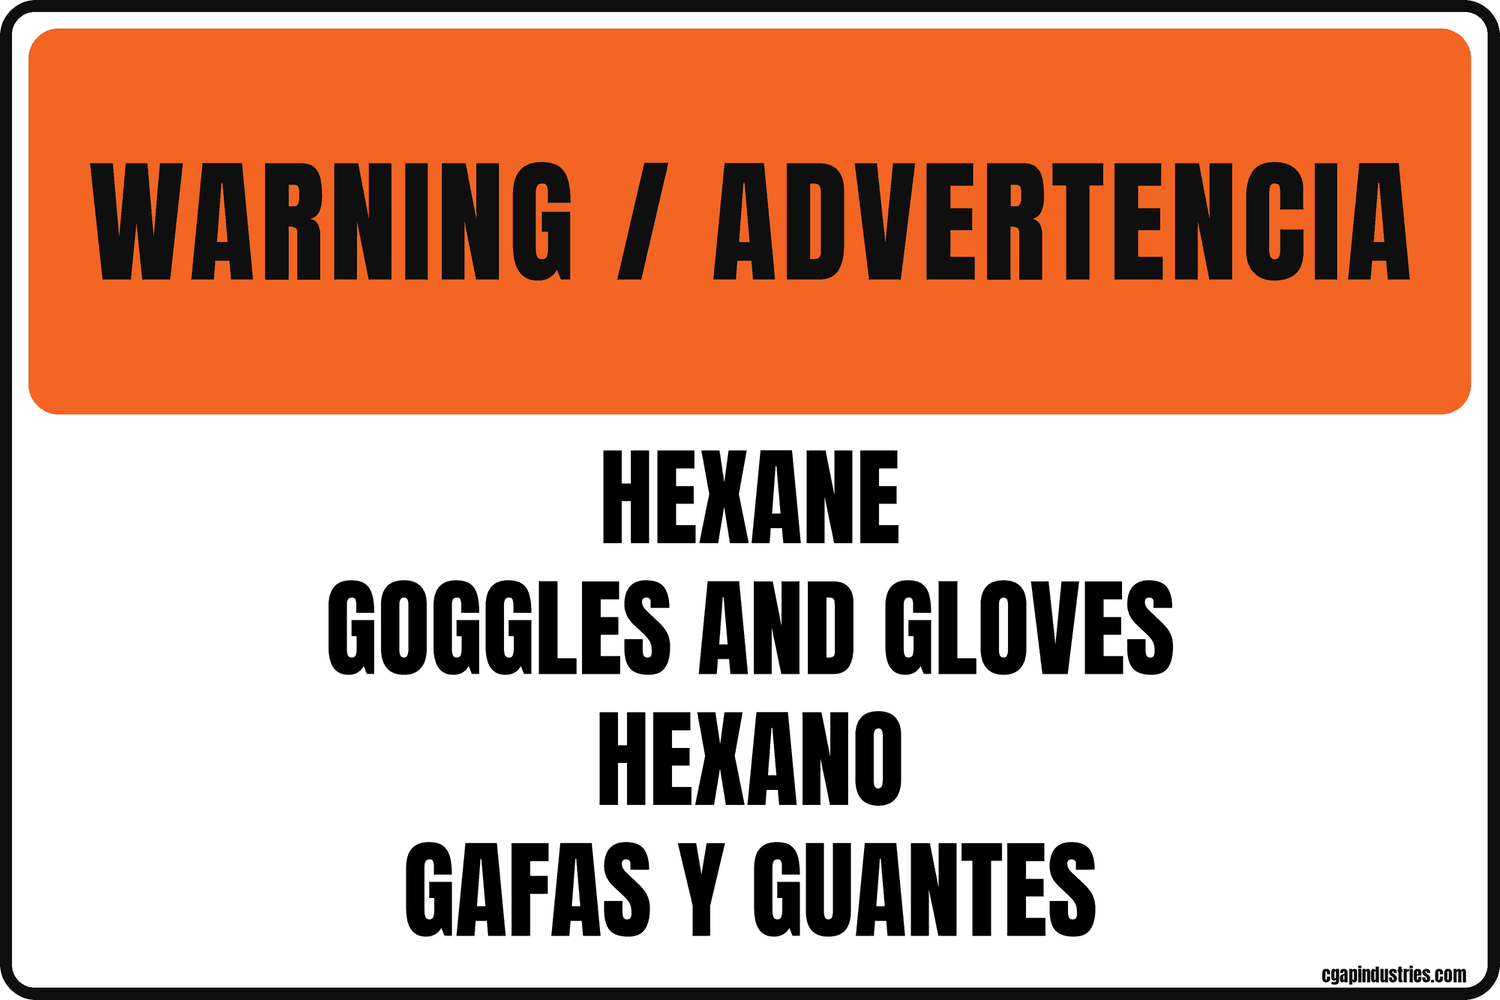 WARNING / ADVERTENCIA
HEXANE
GOGGLES AND GLOVES
HEXANO
GAFAS Y GUANTES
cgapindustries.com